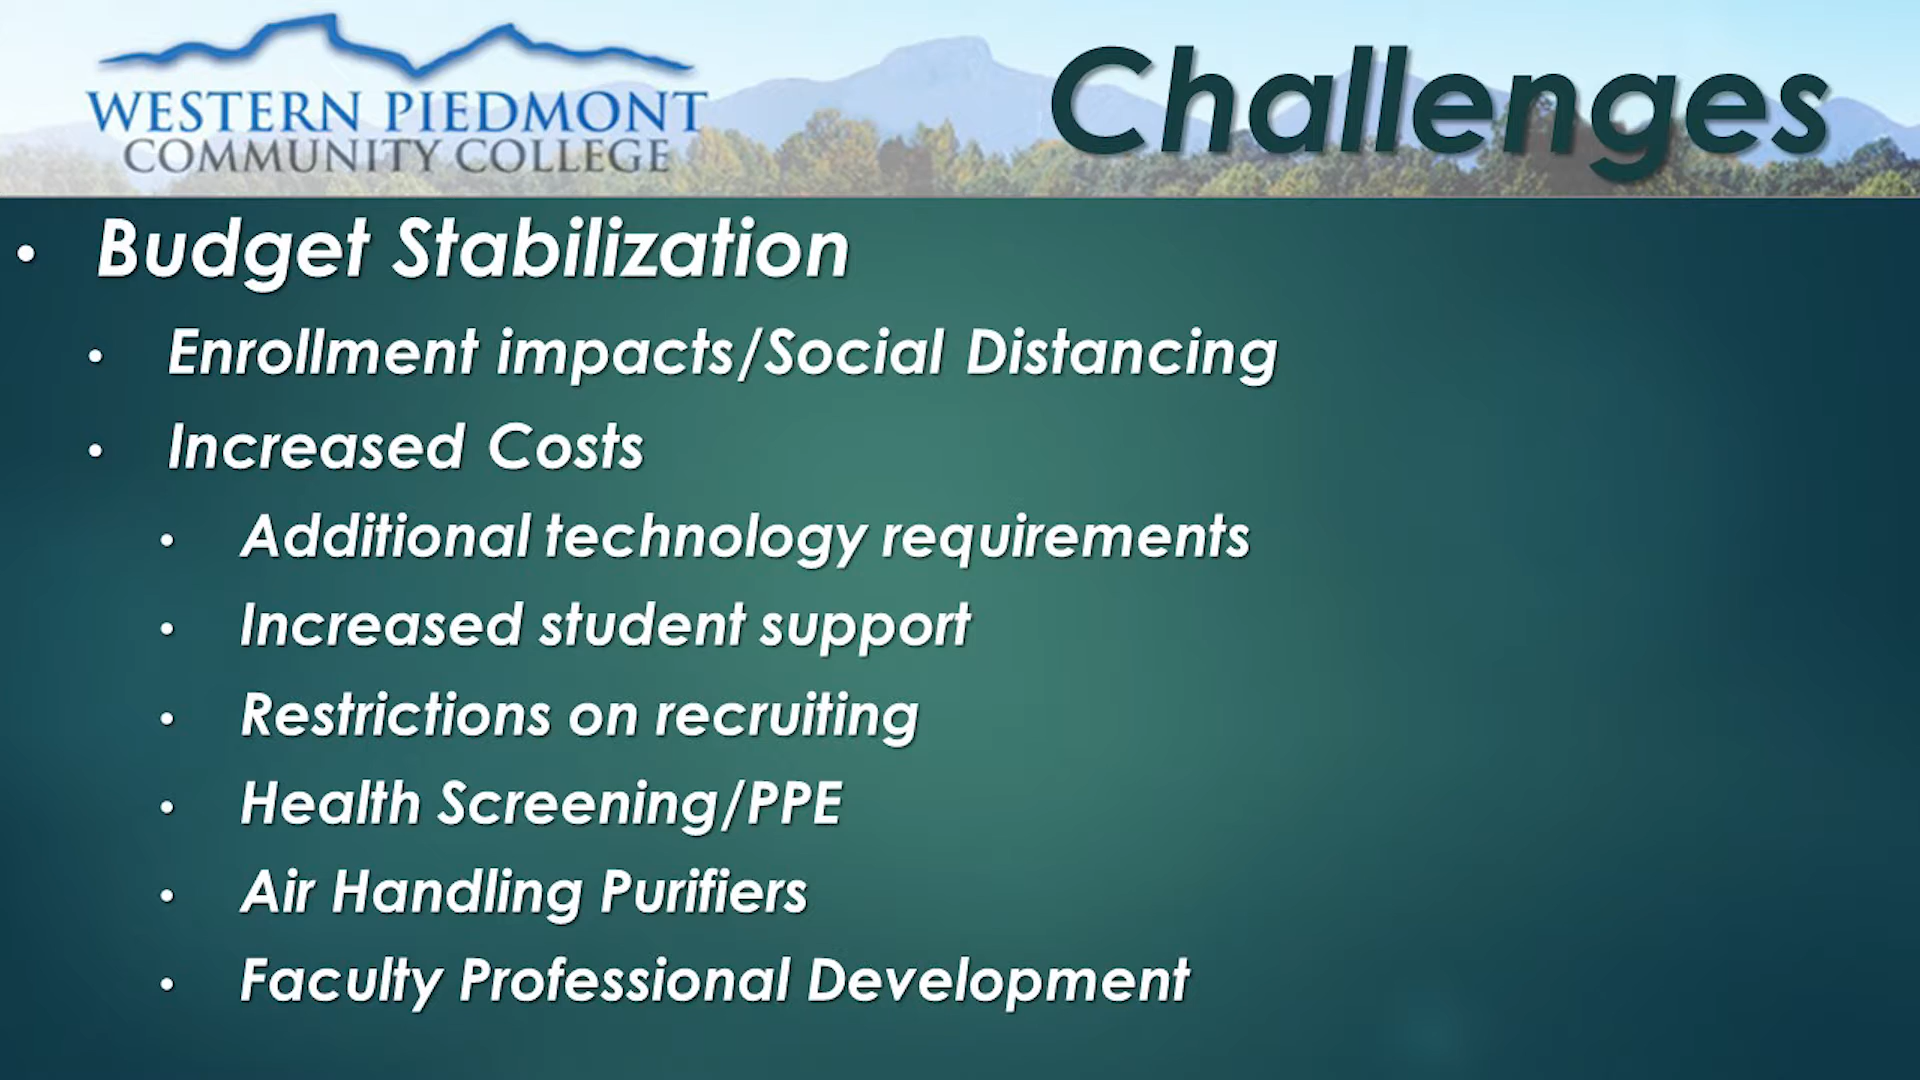 WESTERN PIEDMONT
COMMUNITY COLLEGE
Challenges
• Budget Stabilization
• Enrollment impacts/Social Distancing
• Increased Costs
• Additional technology requirements
• Increased student support
• Restrictions on recruiting
• Health Screening/PPE
• Air Handling Purifiers
• Faculty Professional Development